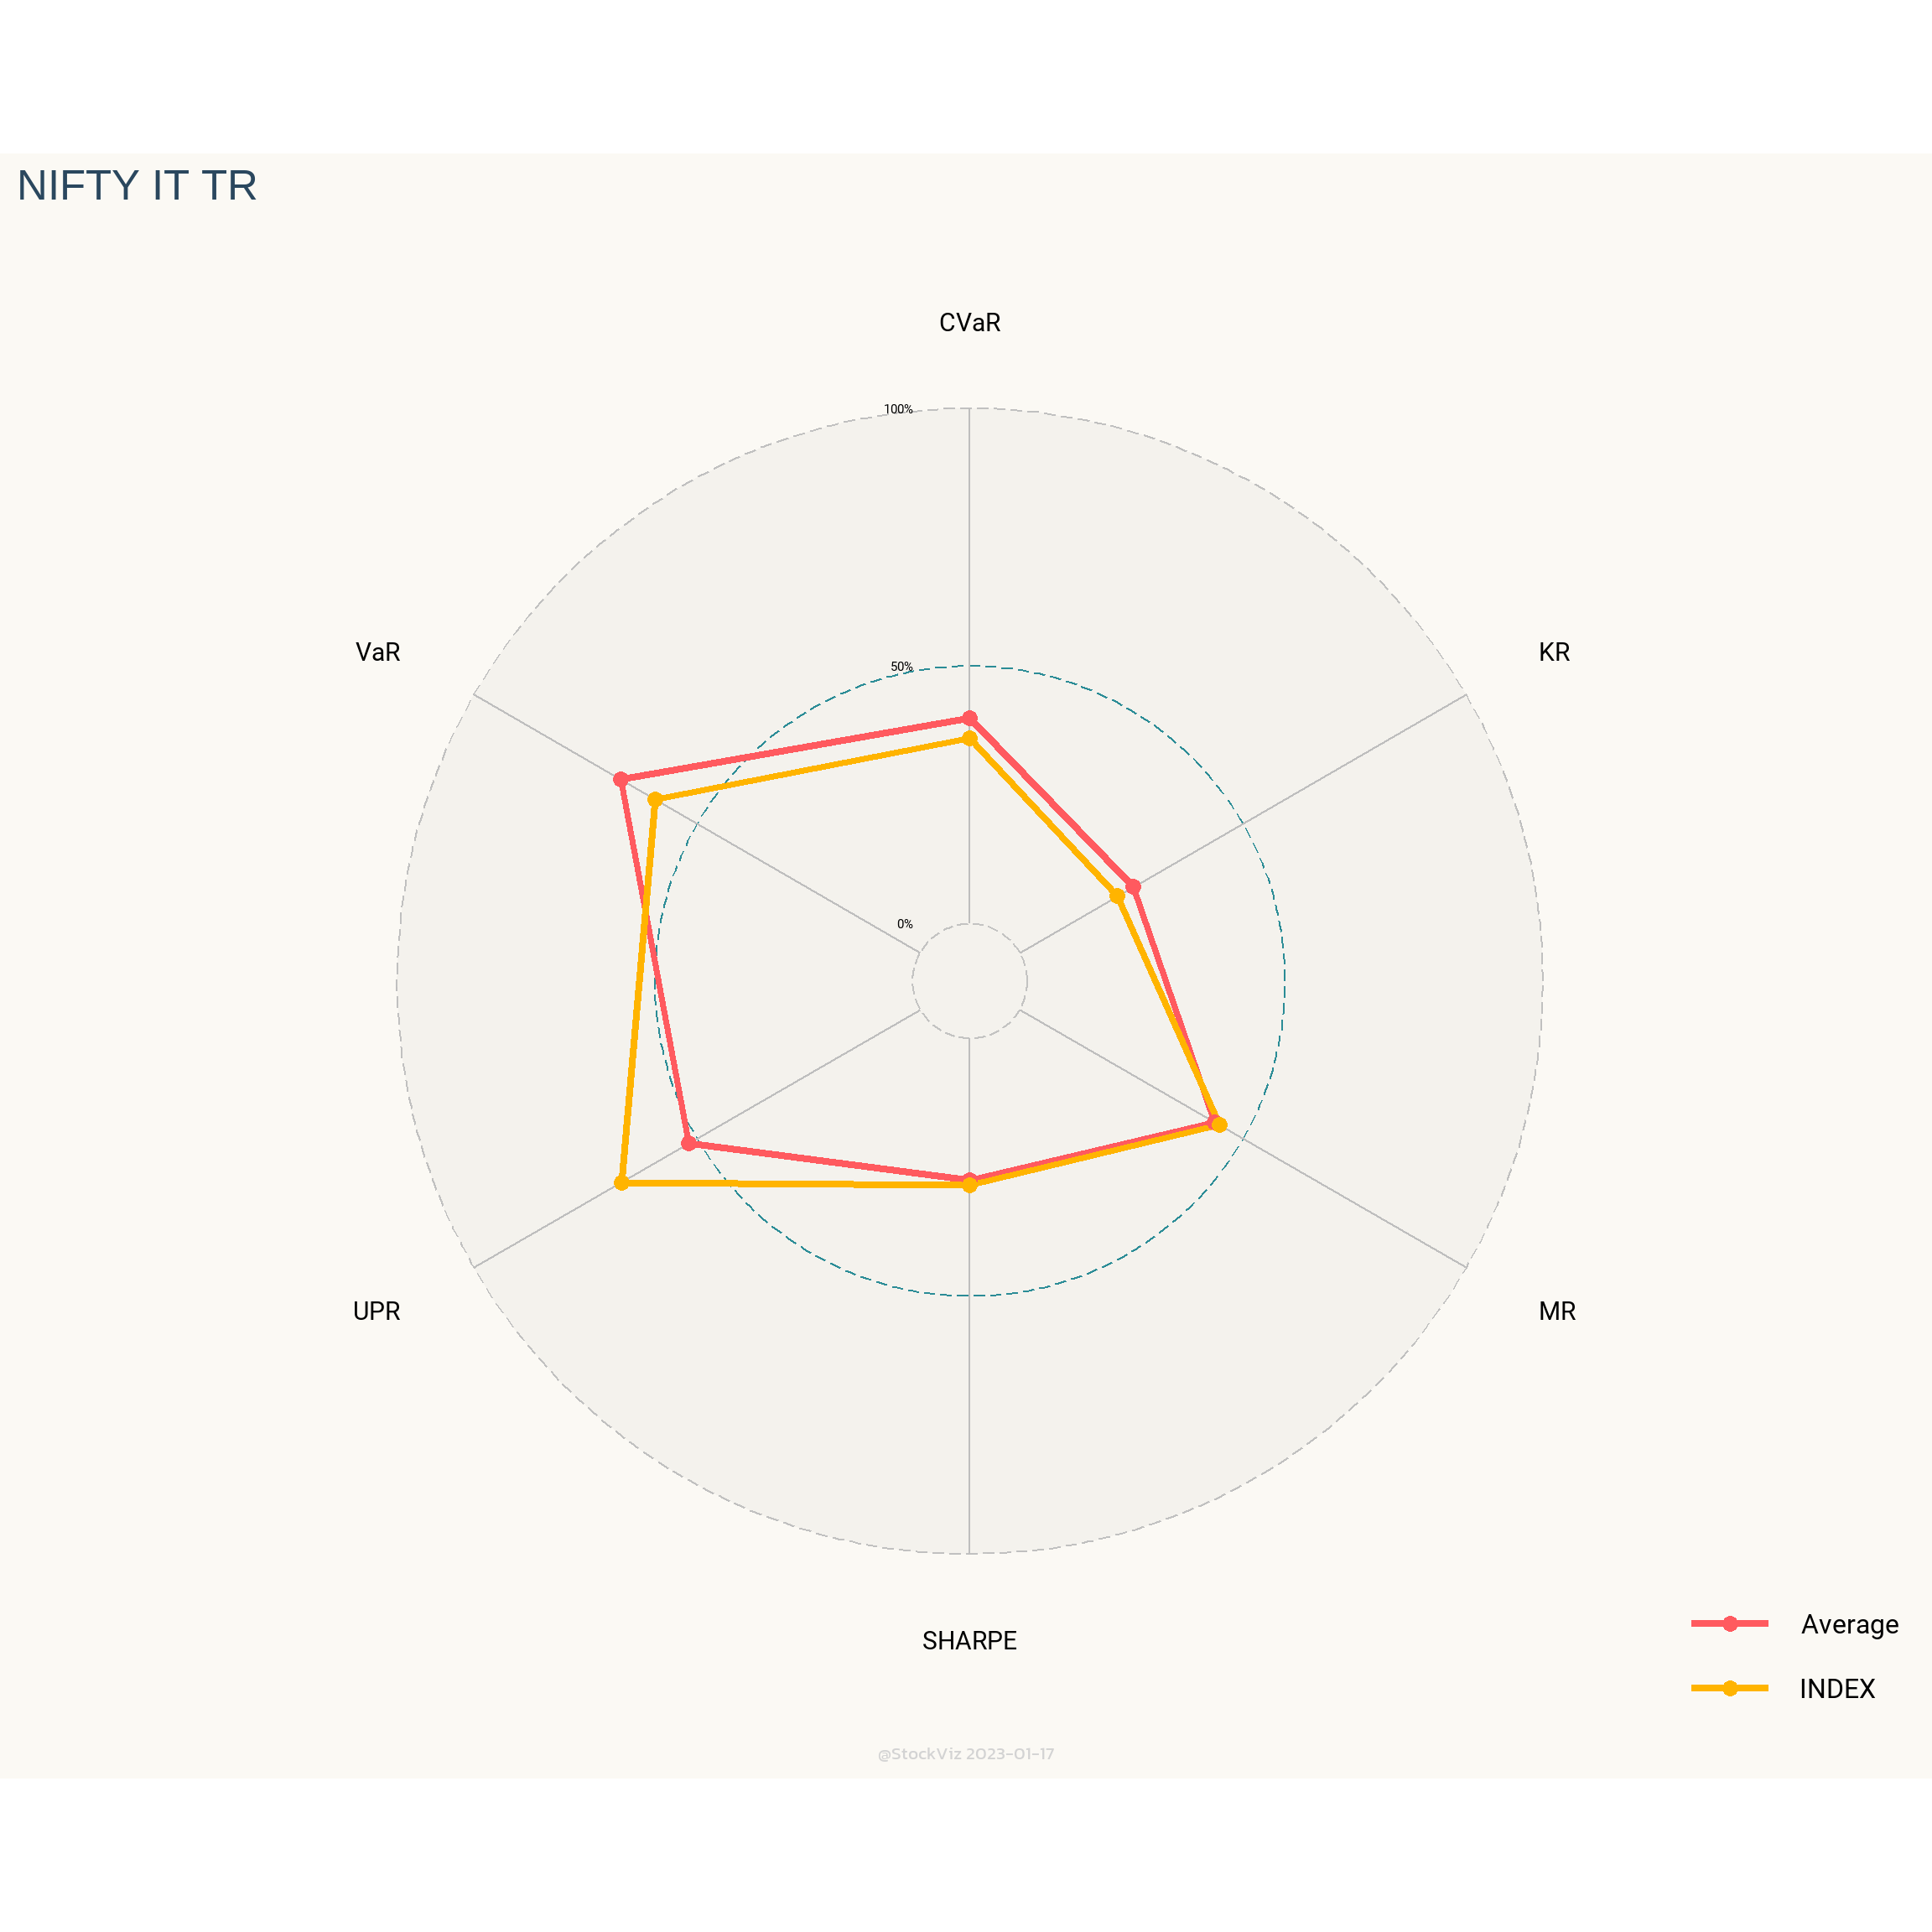 NIFTY IT TR
CVaR
100%
VaR
KR
50%
0%
UPR
MR
SHARPE
Average
INDEX
@StockViz 2023-01-17